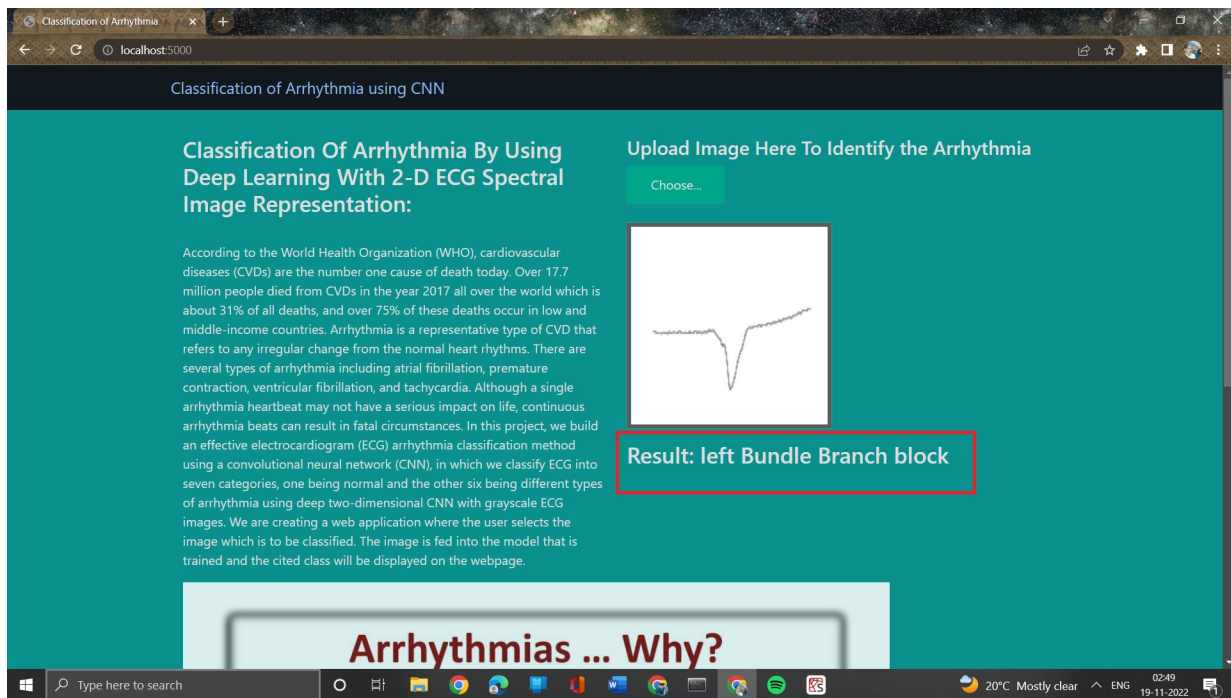 Classification of Arrhythmia
localhost:5000
Classification of Arrhythmia using CNN
Classification Of Arrhythmia By Using
Deep Learning With 2-D ECG Spectral
Image Representation:
According to the World Health Organization (WHO), cardiovascular
diseases (CVDs) are the number one cause of death today. Over 17.7
million people died from CVDs in the year 2017 all over the world which is
about 31% of all deaths, and over 75% of these deaths occur in low and
middle-income countries. Arrhythmia is a representative type of CVD that
refers to any irregular change from the normal heart rhythms. There are
several types of arrhythmia including atrial fibrillation, premature
contraction, ventricular fibrillation, and tachycardia. Although a single
arrhythmia heartbeat may not have a serious impact on life, continuous
arrhythmia beats can result in fatal circumstances. In this project, we build
an effective electrocardiogram (ECG) arrhythmia classification method
using a convolutional neural network (CNN), in which we classify ECG into
seven categories, one being normal and the other six being different types
of arrhythmia using deep two-dimensional CNN with grayscale ECG
images. We are creating a web application where the user selects the
image which is to be classified. The image is fed into the model that is
trained and the cited class will be displayed on the webpage.
Upload Image Here To Identify the Arrhythmia
Choose...
Result: left Bundle Branch block
Arrhythmias ... Why?
Type here to search
20°C Mostly clear
ENG
02:49
19-11-2022